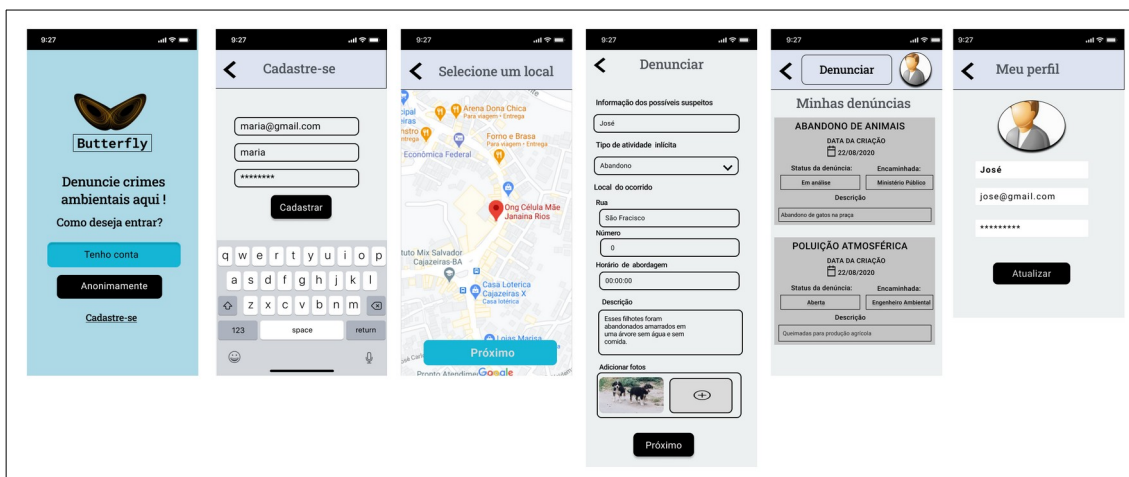 9:27
Butterfly
Denuncie crimes
ambientais aqui !
Como deseja entrar?
Tenho conta
Anonimamente
Cadastre-se
9:27
Cadastre-se
maria@gmail.com
maria
********
Cadastrar
q w e r t y u i o p
a s d f g h j k l
z x c v b n m
123 space return
9:27
Selecione um local
Arena Dona Chica
Para viagem • Entrega
Forno e Brasa
Para viagem • Entrega
Econômica Federal
Ong Célula Mãe
Janaina Rios
Mix Salvador
Cajazeiras-BA
Casa Loterica
Cajazeiras X
Casa lotérica
Lojas Marisa
Próximo
Pronto Atendime
Google
9:27
Denunciar
Informação dos possíveis suspeitos
José
Tipo de atividade inlícita
Abandono
Local do ocorrido
Rua
São Fracisco
Número
0
Horário de abordagem
00:00:00
Descrição
Esses filhotes foram
abandonados amarrados em
uma árvore sem água e sem
comida.
Adicionar fotos
Próximo
9:27
Denunciar
Minhas denúncias
ABANDONO DE
ANIMAIS
DATA DA
CRIAÇÃO
22/08/2020
Status da denúncia: Encaminhada:
Em análise Ministério Público
Descrição
Abandono de gatos na praça
POLUIÇÃO ATMOSFÉRICA
DATA DA
CRIAÇÃO
22/08/2020
Status da denúncia: Encaminhada:
Aberta Engenheiro Ambiental
Descrição
Queimadas para produção agrícola
9:27
Meu perfil
José
jose@gmail.com
*********
Atualizar